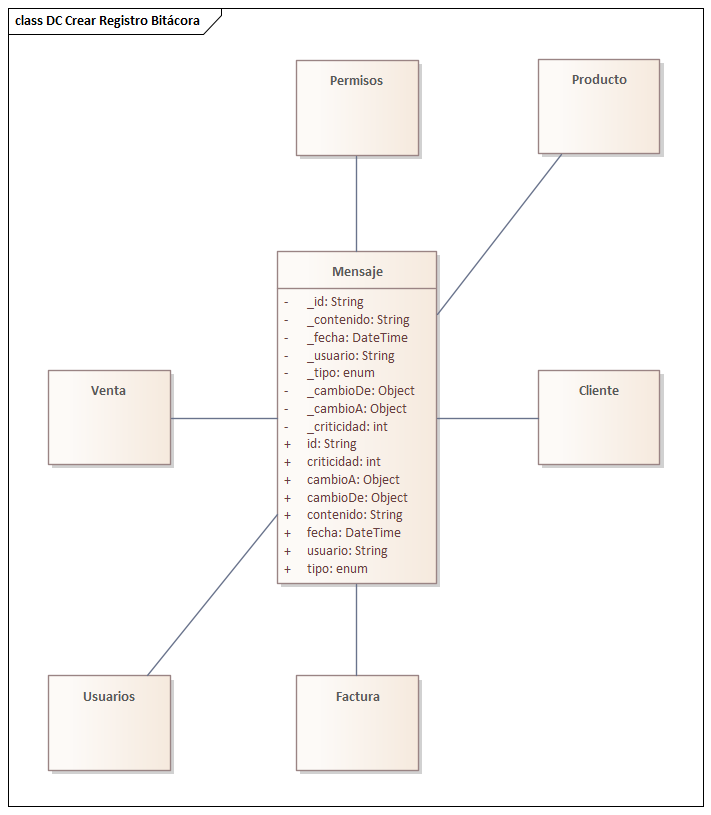 class DC Crear Registro Bitácora
Permisos
Producto
Mensaje
- _id: String
- _contenido: String
- _fecha: DateTime
- _usuario: String
- _tipo: enum
- _cambioDe: Object
- _cambioA: Object
- _criticidad: int
+ id: String
+ criticidad: int
+ cambioA: Object
+ cambioDe: Object
+ contenido: String
+ fecha: DateTime
+ usuario: String
+ tipo: enum
Venta
Cliente
Usuarios
Factura